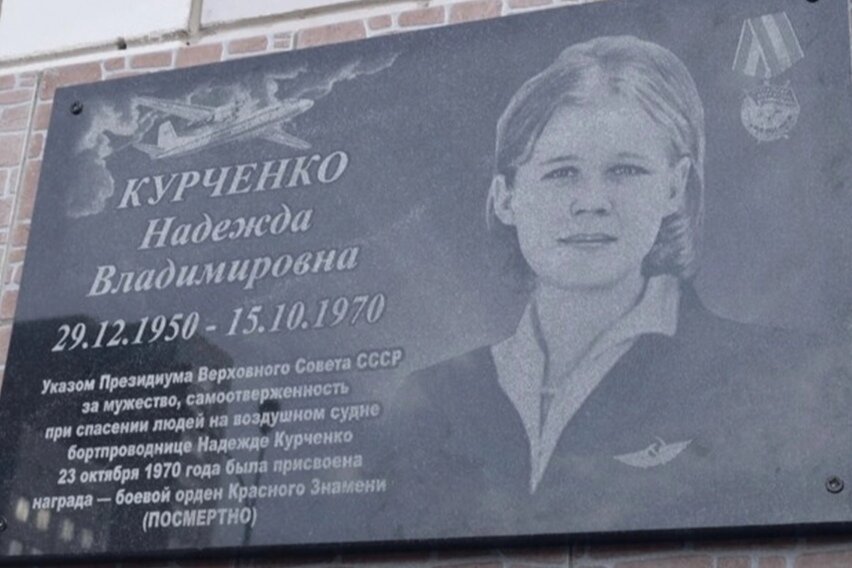 КУРЧЕНКО
Надежда
Владимировна
29.12.1950 - 15.10.1970
Указом Президиума Верховного Совета СССР
за мужество, самоотверженность
при спасении людей на воздушном судне
бортпроводнице Надежде Курченко
23 октября 1970 года была присвоена
награда — боевой орден Красного Знамени
(ПОСМЕРТНО)